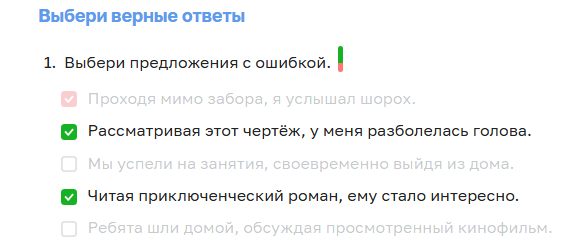 Выбери верные ответы
1. Выбери предложения с ошибкой.
Проходя мимо забора, я услышал шорох.
Рассматривая этот чертёж, у меня разболелась голова.
Мы успели на занятия, своевременно выйдя из дома.
Читая приключенческий роман, ему стало интересно.
Ребята шли домой, обсуждая просмотренный кинофильм.